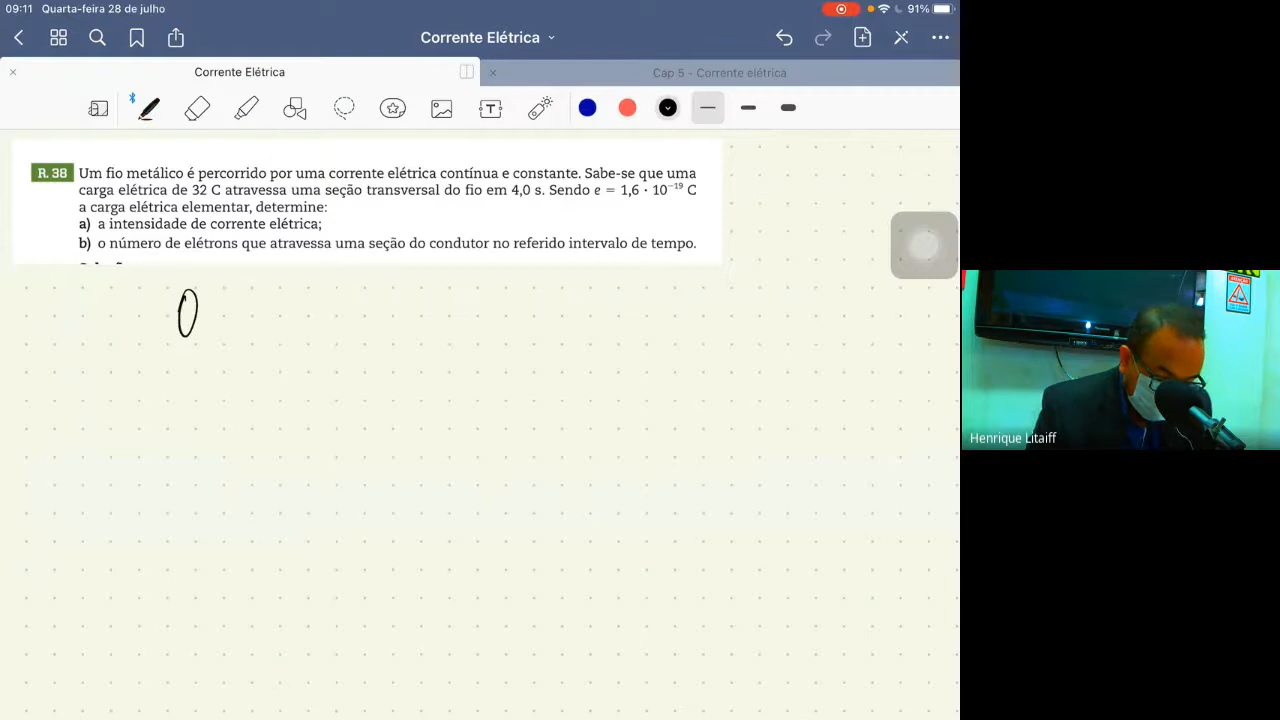 09:11 Quarta-feira 28 de julho 91%
Corrente Elétrica
Corrente Elétrica
Cap 5 - Corrente elétrica
R. 38 Um fio metálico é percorrido por uma corrente elétrica contínua e constante. Sabe-se que uma
carga elétrica de 32 C atravessa uma seção transversal do fio em 4,0 s. Sendo e = 1,6 · 10⁻¹⁹ C
a carga elétrica elementar, determine:
a) a intensidade de corrente elétrica;
b) o número de elétrons que atravessa uma seção do condutor no referido intervalo de tempo.
0
Henrique Litaiff